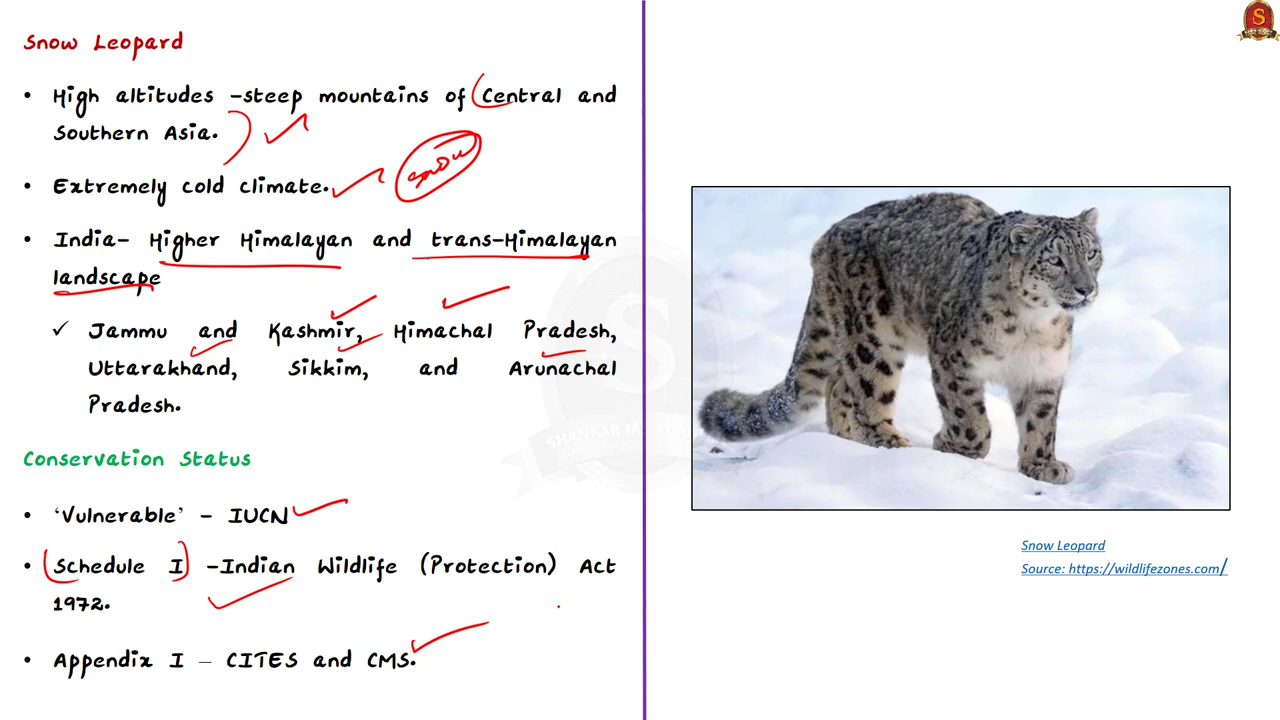 Snow Leopard
• High altitudes -steep mountains of Central and
Southern Asia.
• Extremely cold climate.
snow
• India- Higher Himalayan and trans-Himalayan
landscape
✓ Jammu and Kashmir, Himachal Pradesh,
Uttarakhand, Sikkim, and Arunachal
Pradesh.
Conservation Status
• ‘Vulnerable’ - IUCN
• Schedule I -Indian Wildlife (Protection) Act
1972.
• Appendix I – CITES and CMS.
Snow Leopard
Source: https://wildlifezones.com/
S